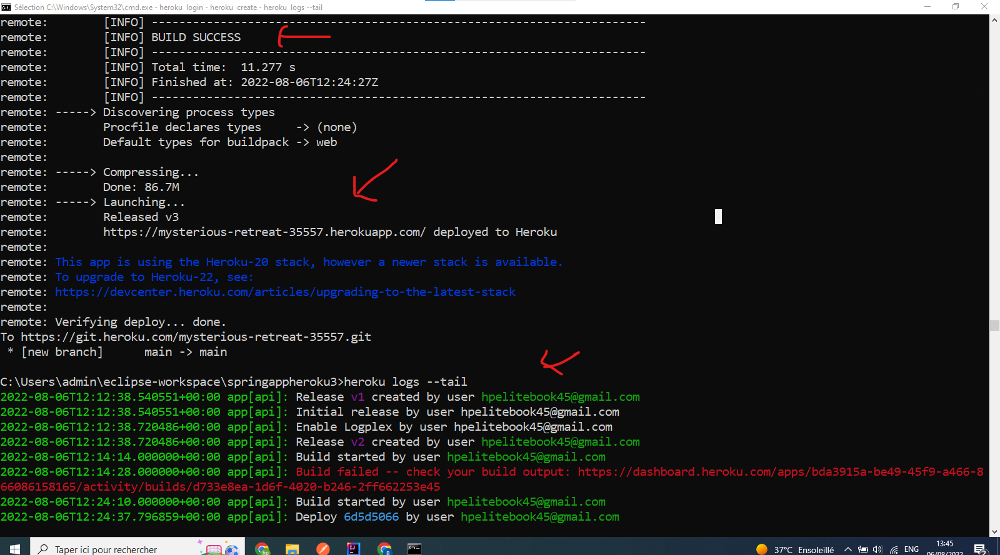 Sélection C:\Windows\System32\cmd.exe - heroku login - heroku create - heroku logs --tail
remote: [INFO] ------------------------------------------------------------------------
remote: [INFO] BUILD SUCCESS
remote: [INFO] ------------------------------------------------------------------------
remote: [INFO] Total time:  11.277 s
remote: [INFO] Finished at: 2022-08-06T12:24:27Z
remote: [INFO] ------------------------------------------------------------------------
remote: -----> Discovering process types
remote: Procfile declares types     -> (none)
remote: Default types for buildpack -> web
remote:
remote: -----> Compressing...
remote: Done: 86.7M
remote: -----> Launching...
remote: Released v3
remote: https://mysterious-retreat-35557.herokuapp.com/ deployed to Heroku
remote:
remote: This app is using the Heroku-20 stack, however a newer stack is available.
remote: To upgrade to Heroku-22, see:
remote: https://devcenter.heroku.com/articles/upgrading-to-the-latest-stack
remote:
remote: Verifying deploy... done.
To https://git.heroku.com/mysterious-retreat-35557.git
* [new branch]      main -> main
C:\Users\admin\eclipse-workspace\springappheroku3>heroku logs --tail
2022-08-06T12:12:38.540551+00:00 app[api]: Release v1 created by user hpelitebook45@gmail.com
2022-08-06T12:12:38.540551+00:00 app[api]: Initial release by user hpelitebook45@gmail.com
2022-08-06T12:12:38.720486+00:00 app[api]: Enable Logplex by user hpelitebook45@gmail.com
2022-08-06T12:12:38.720486+00:00 app[api]: Release v2 created by user hpelitebook45@gmail.com
2022-08-06T12:14:14.000000+00:00 app[api]: Build started by user hpelitebook45@gmail.com
2022-08-06T12:14:28.000000+00:00 app[api]: Build failed -- check your build output: https://dashboard.heroku.com/apps/bda3915a-be49-45f9-a466-8
66086158165/activity/builds/d733e8ea-1d6f-4020-b246-2ff662253e45
2022-08-06T12:24:10.000000+00:00 app[api]: Build started by user hpelitebook45@gmail.com
2022-08-06T12:24:37.796859+00:00 app[api]: Deploy 6d5d5066 by user hpelitebook45@gmail.com
Taper ici pour rechercher
37°C Ensoleillé
ENG
13:45
06/08/2022